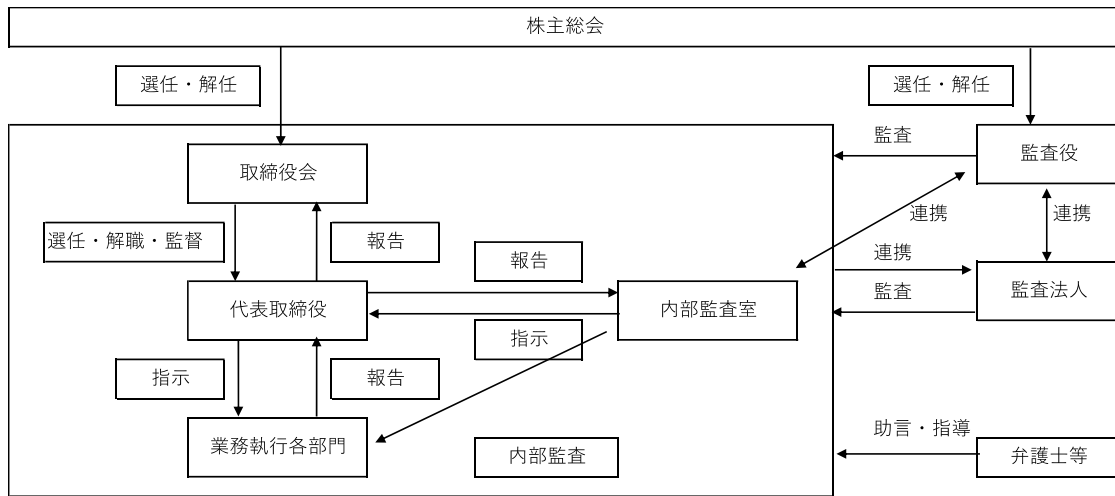 株主総会
選任・解任
選任・解任
監査
監査役
取締役会
連携
連携
選任・解職・監督
報告
報告
連携
監査
監査法人
代表取締役
内部監査室
指示
指示
報告
助言・指導
業務執行各部門
内部監査
弁護士等